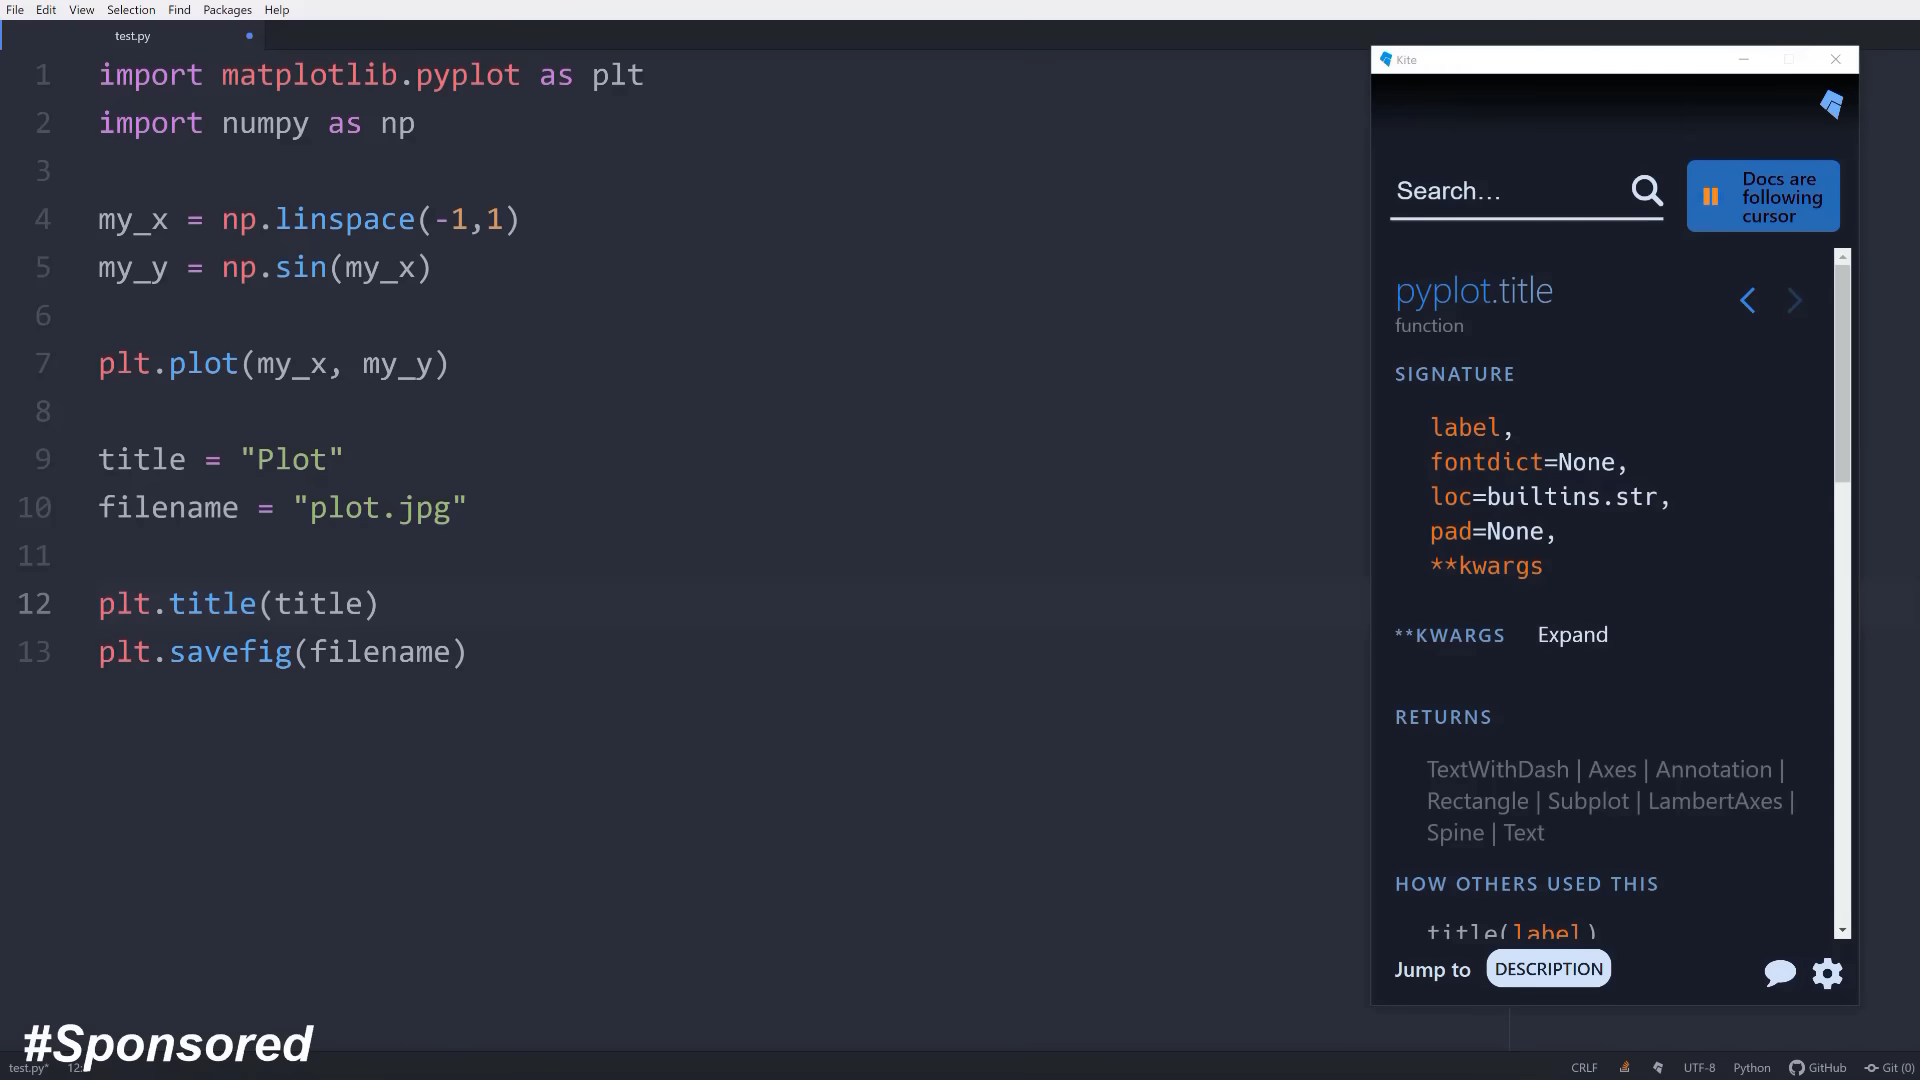 File Edit View Selection Find Packages Help
test.py
1 import matplotlib.pyplot as plt
2 import numpy as np
3
4 my_x = np.linspace(-1,1)
5 my_y = np.sin(my_x)
6
7 plt.plot(my_x, my_y)
8
9 title = "Plot"
10 filename = "plot.jpg"
11
12 plt.title(title)
13 plt.savefig(filename)
Kite
Search...
Docs are
following
cursor
pyplot.title
function
SIGNATURE
label,
fontdict=None,
loc=builtins.str,
pad=None,
**kwargs
**KWARGS Expand
RETURNS
TextWithDash | Axes | Annotation |
Rectangle | Subplot | LambertAxes |
Spine | Text
HOW OTHERS USED THIS
title(label)
Jump to DESCRIPTION
#Sponsored
test.py* 12: CRLF UTF-8 Python GitHub Git (0)